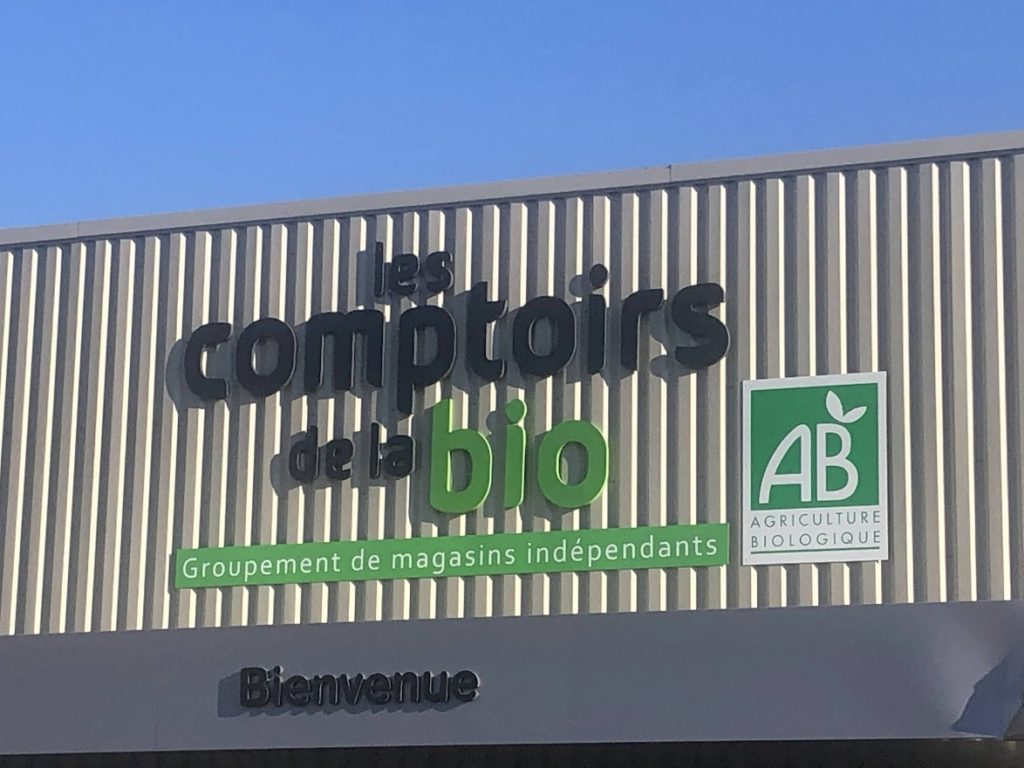 les
comptoirs
de la bio
Groupement de magasins indépendants
AB
AGRICULTURE
BIOLOGIQUE
Bienvenue